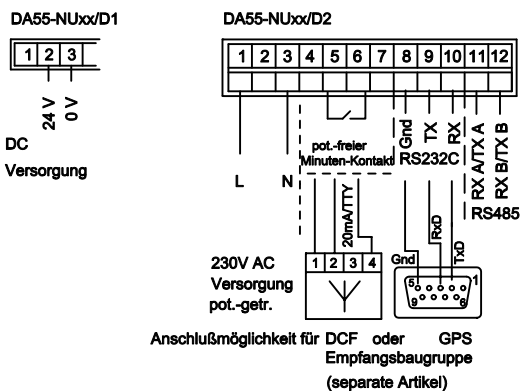 DA55-NUxx/D1
1 2 3
24 V
0 V
DC
Versorgung
DA55-NUxx/D2
1 2 3 4 5 6 7 8 9 10 11 12
L
N
pot.-freier
Minuten-Kontakt
Gnd
TX
RX
RS232C
RX A/TX A
RX B/TX B
RS485
20mA/TTY
RxD
TxD
Gnd
230V AC
Versorgung
pot.-getr.
1 2 3 4
5
1
9
6
Anschlußmöglichkeit für DCF oder GPS
Empfangsbaugruppe
(separate Artikel)